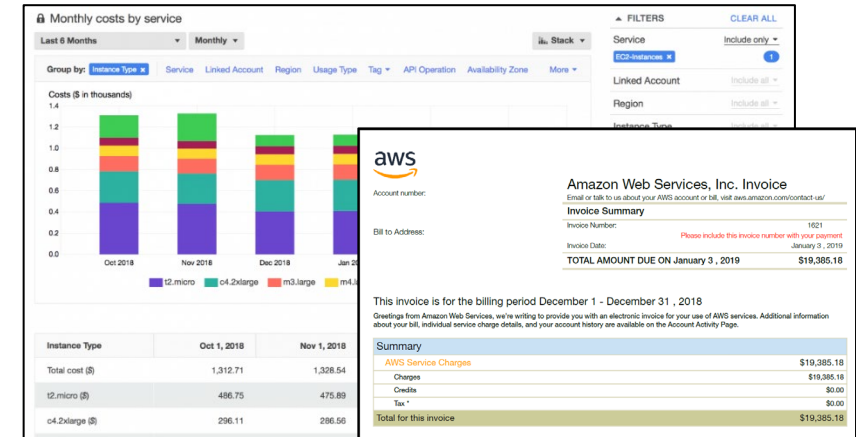 Monthly costs by service
Last 6 Months
Monthly
Stack
Group by: Instance Type × Service Linked Account Region Usage Type Tag API Operation Availability Zone More
Costs ($ in thousands)
1.4
1.2
1.0
0.8
0.6
0.4
0.2
0.0
Oct 2018 Nov 2018 Dec 2018 Jan 20
t2.micro c4.2xlarge m3.large m4.l
Instance Type Oct 1, 2018 Nov 1, 2018
Total cost ($) 1,312.71 1,328.54
t2.micro ($) 486.75 475.89
c4.2xlarge ($) 296.11 286.56
FILTERS CLEAR ALL
Service Include only
EC2-Instances × 1
Linked Account Include all
Region Include all
Instance Type Include all
aws
Account number:
Bill to Address:
Amazon Web Services, Inc. Invoice
Email or talk to us about your AWS account or bill, visit aws.amazon.com/contact-us/
Invoice Summary
Invoice Number: 1621
Please include this invoice number with your payment
Invoice Date: January 3 , 2019
TOTAL AMOUNT DUE ON January 3 , 2019 $19,385.18
This invoice is for the billing period December 1 - December 31 , 2018
Greetings from Amazon Web Services, we're writing to provide you with an electronic invoice for your use of AWS services. Additional information
about your bill, individual service charge details, and your account history are available on the Account Activity Page.
Summary
AWS Service Charges $19,385.18
Charges $19,385.18
Credits $0.00
Tax * $0.00
Total for this invoice $19,385.18